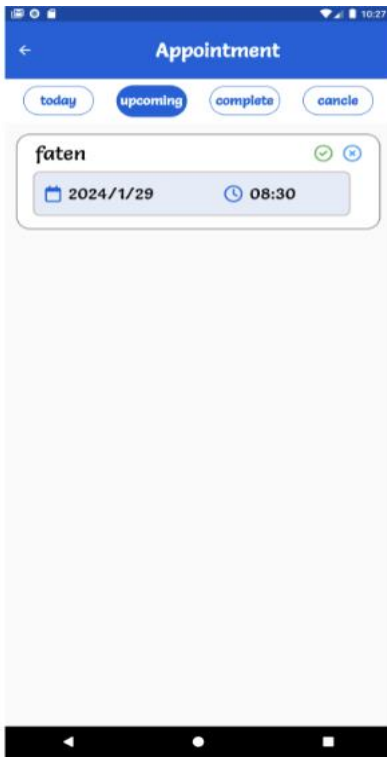 10:27
Appointment
today upcoming complete cancle
faten
2024/1/29 08:30